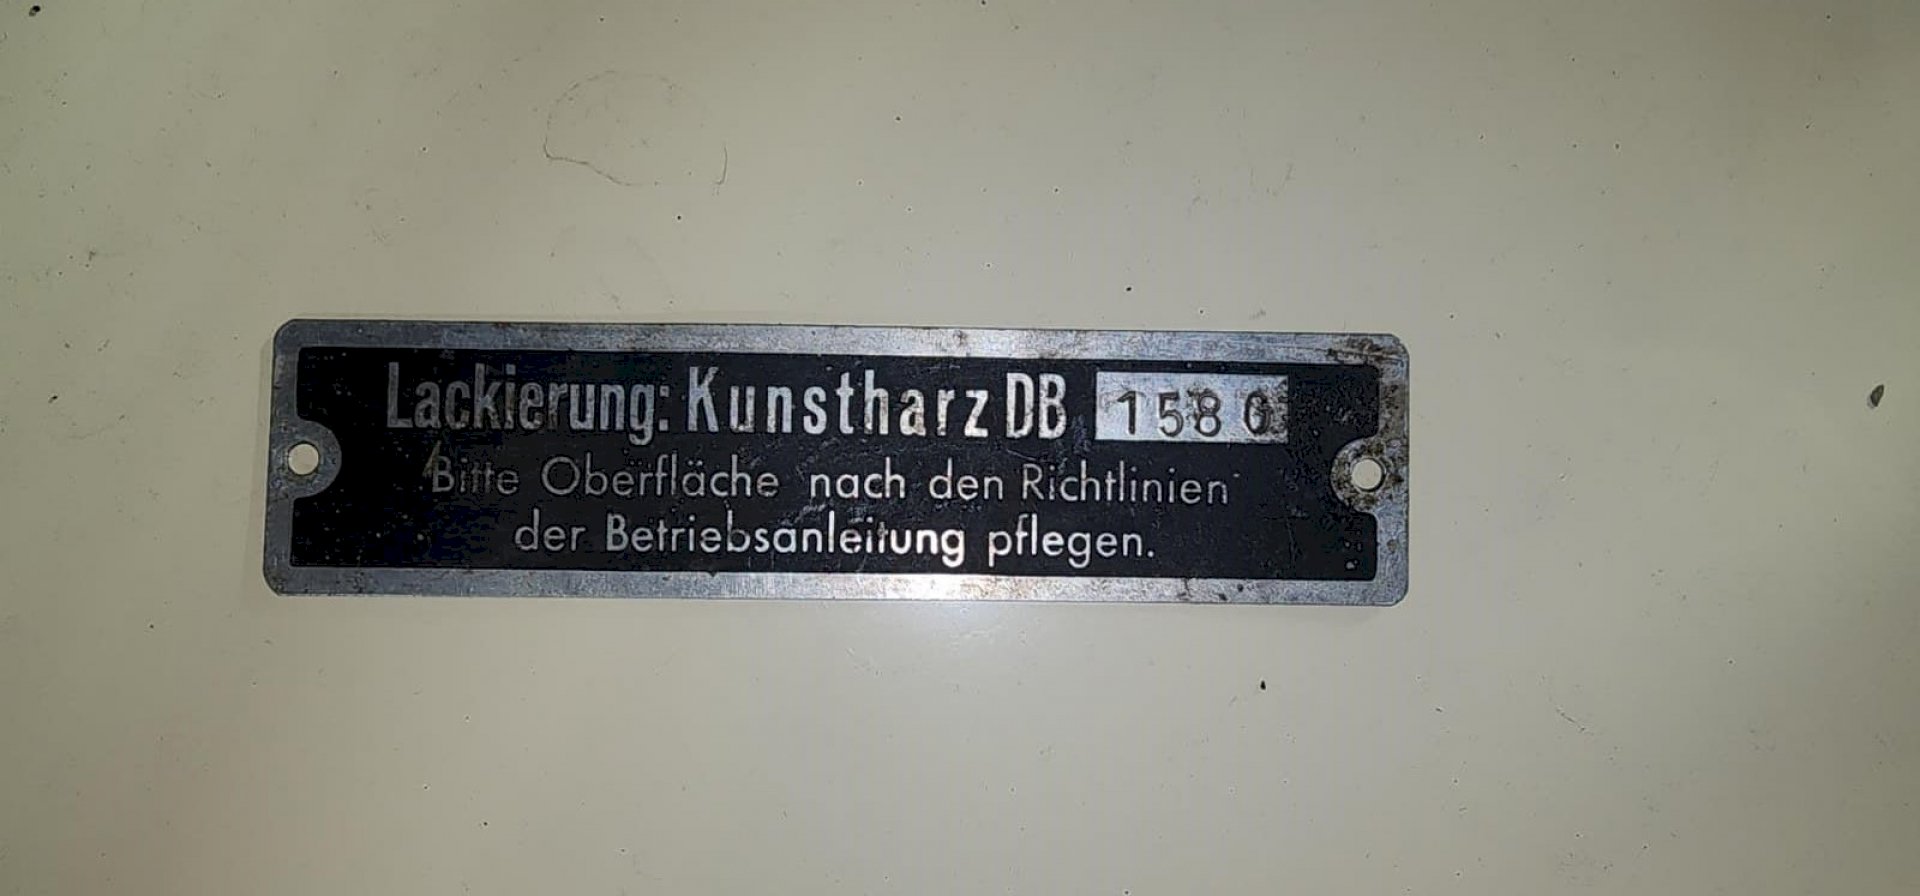 Lackierung: Kunstharz DB 1580
Bitte Oberfläche nach den Richtlinien
der Betriebsanleitung pflegen.